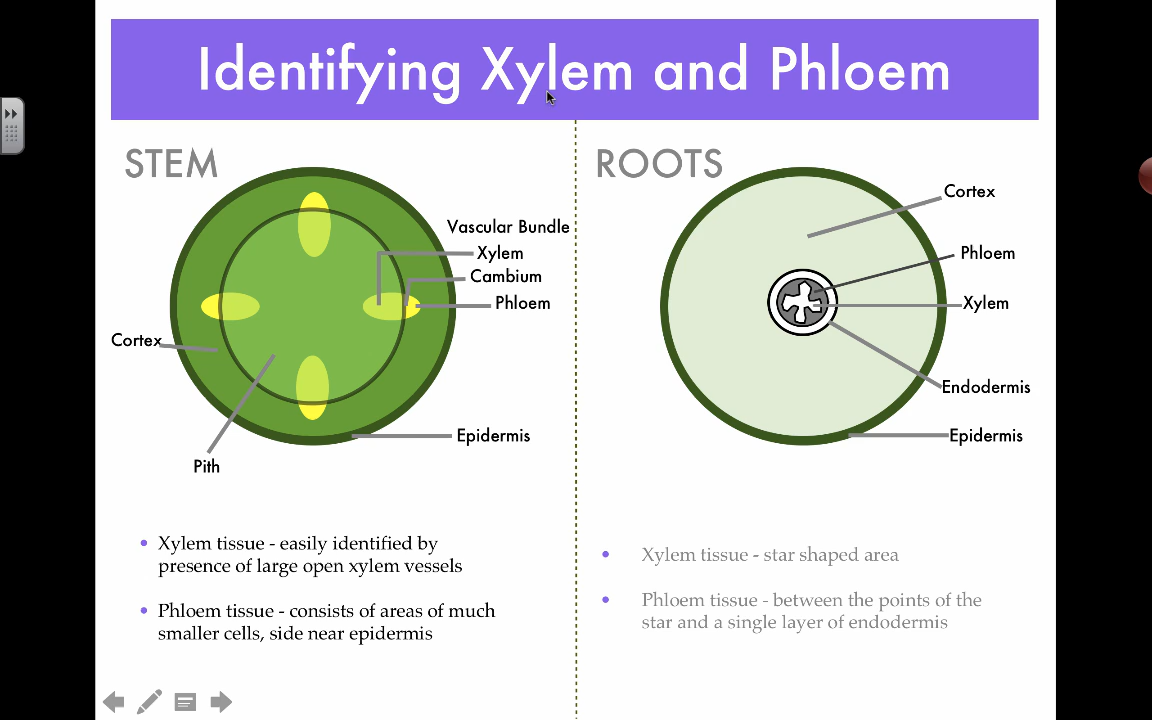 Identifying Xylem and Phloem
STEM
Vascular Bundle
Xylem
Cambium
Phloem
Cortex
Epidermis
Pith
• Xylem tissue - easily identified by
presence of large open xylem vessels
• Phloem tissue - consists of areas of much
smaller cells, side near epidermis
ROOTS
Cortex
Phloem
Xylem
Endodermis
Epidermis
• Xylem tissue - star shaped area
• Phloem tissue - between the points of the
star and a single layer of endodermis